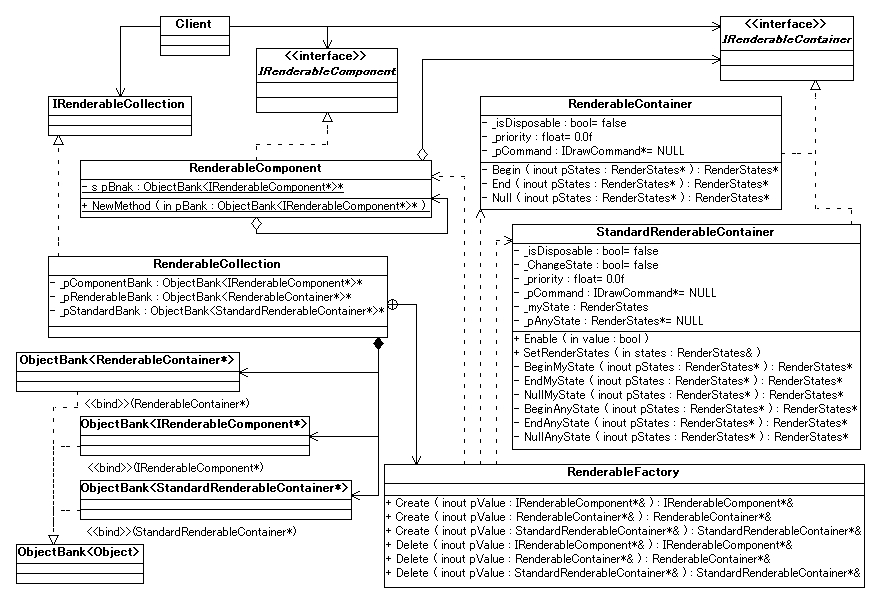 Client
<<interface>>
IRenderableContainer
<<interface>>
IRenderableComponent
IRenderableCollection
RenderableContainer
- _isDisposable : bool= false
- _priority : float= 0.0f
- _pCommand : IDrawCommand*= NULL
- Begin ( inout pStates : RenderStates* ) : RenderStates*
- End ( inout pStates : RenderStates* ) : RenderStates*
- Null ( inout pStates : RenderStates* ) : RenderStates*
RenderableComponent
- s_pBnak : ObjectBank<IRenderableComponent*>*
+ NewMethod ( in pBank : ObjectBank<IRenderableComponent*>* )
StandardRenderableContainer
- _isDisposable : bool= false
- _ChangeState : bool= false
- _priority : float= 0.0f
- _pCommand : IDrawCommand*= NULL
- _myState : RenderStates
- _pAnyState : RenderStates*= NULL
+ Enable ( in value : bool )
+ SetRenderStates ( in states : RenderStates& )
- BeginMyState ( inout pStates : RenderStates* ) : RenderStates*
- EndMyState ( inout pStates : RenderStates* ) : RenderStates*
- NullMyState ( inout pStates : RenderStates* ) : RenderStates*
- BeginAnyState ( inout pStates : RenderStates* ) : RenderStates*
- EndAnyState ( inout pStates : RenderStates* ) : RenderStates*
- NullAnyState ( inout pStates : RenderStates* ) : RenderStates*
RenderableCollection
- _pComponentBank : ObjectBank<IRenderableComponent*>*
- _pRenderableBank : ObjectBank<RenderableContainer*>*
- _pStandardBank : ObjectBank<StandardRenderableContainer*>*
ObjectBank<RenderableContainer*>
<<bind>>(RenderableContainer*)
ObjectBank<IRenderableComponent*>
<<bind>>(IRenderableComponent*)
ObjectBank<StandardRenderableContainer*>
<<bind>>(StandardRenderableContainer*)
ObjectBank<Object>
RenderableFactory
+ Create ( inout pValue : IRenderableComponent*& ) : IRenderableComponent*&
+ Create ( inout pValue : RenderableContainer*& ) : RenderableContainer*&
+ Create ( inout pValue : StandardRenderableContainer*& ) : StandardRenderableContainer*&
+ Delete ( inout pValue : IRenderableComponent*& ) : IRenderableComponent*&
+ Delete ( inout pValue : RenderableContainer*& ) : RenderableContainer*&
+ Delete ( inout pValue : StandardRenderableContainer*& ) : StandardRenderableContainer*&